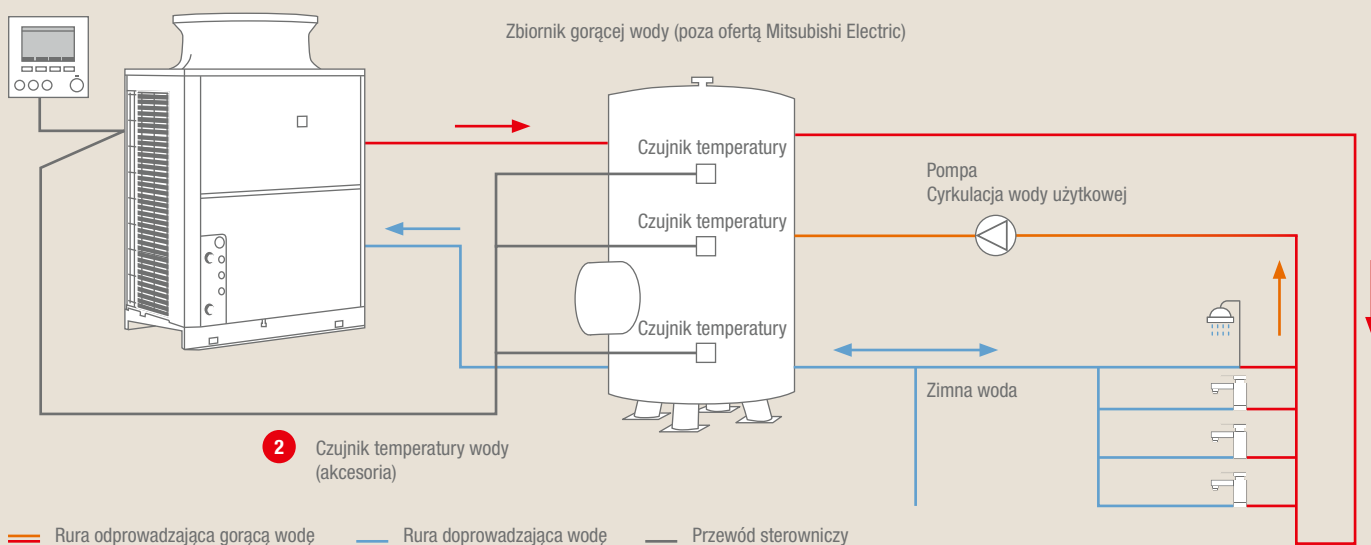 Zbiornik gorącej wody (poza ofertą Mitsubishi Electric)
Czujnik temperatury
Pompa
Cyrkulacja wody użytkowej
Czujnik temperatury
Czujnik temperatury
Zimna woda
2 Czujnik temperatury wody
(akcesoria)
Rura odprowadzająca gorącą wodę Rura doprowadzająca wodę Przewód sterowniczy